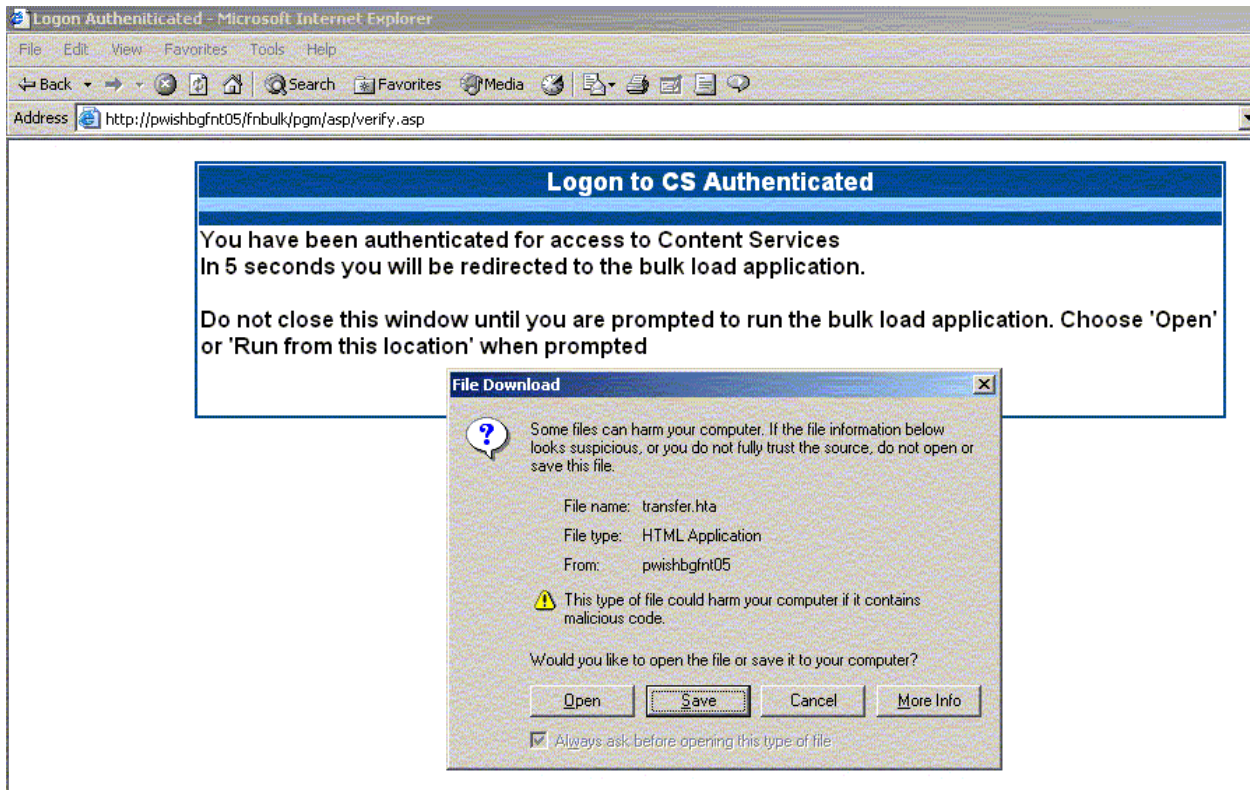 Logon Autheniticated - Microsoft Internet Explorer
File Edit View Favorites Tools Help
Back Search Favorites Media
Address http://pwishbgfnt05/fnbulk/pgm/asp/verify.asp
Logon to CS Authenticated
You have been authenticated for access to Content Services
In 5 seconds you will be redirected to the bulk load application.
Do not close this window until you are prompted to run the bulk load application. Choose 'Open'
or 'Run from this location' when prompted
File Download
Some files can harm your computer. If the file information below
looks suspicious, or you do not fully trust the source, do not open or
save this file.
File name: transfer.hta
File type: HTML Application
From: pwishbgfnt05
This type of file could harm your computer if it contains
malicious code.
Would you like to open the file or save it to your computer?
Open Save Cancel More Info
Always ask before opening this type of file